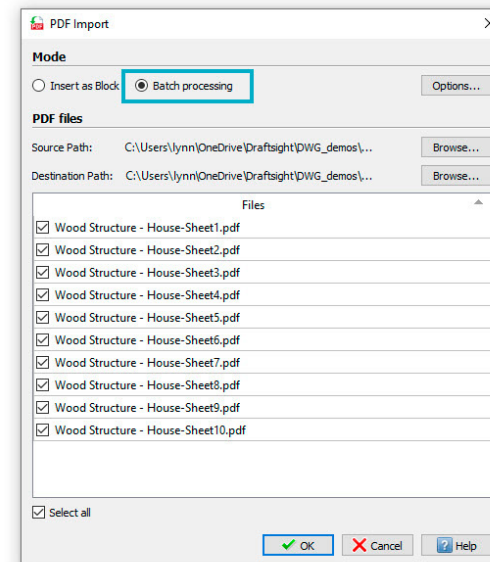 PDF Import
Mode
Insert as Block Batch processing Options...
PDF files
Source Path: C:\Users\lynn\OneDrive\Draftsight\DWG_demos\... Browse...
Destination Path: C:\Users\lynn\OneDrive\Draftsight\DWG_demos\... Browse...
Files
Wood Structure - House-Sheet1.pdf
Wood Structure - House-Sheet2.pdf
Wood Structure - House-Sheet3.pdf
Wood Structure - House-Sheet4.pdf
Wood Structure - House-Sheet5.pdf
Wood Structure - House-Sheet6.pdf
Wood Structure - House-Sheet7.pdf
Wood Structure - House-Sheet8.pdf
Wood Structure - House-Sheet9.pdf
Wood Structure - House-Sheet10.pdf
Select all
OK Cancel Help